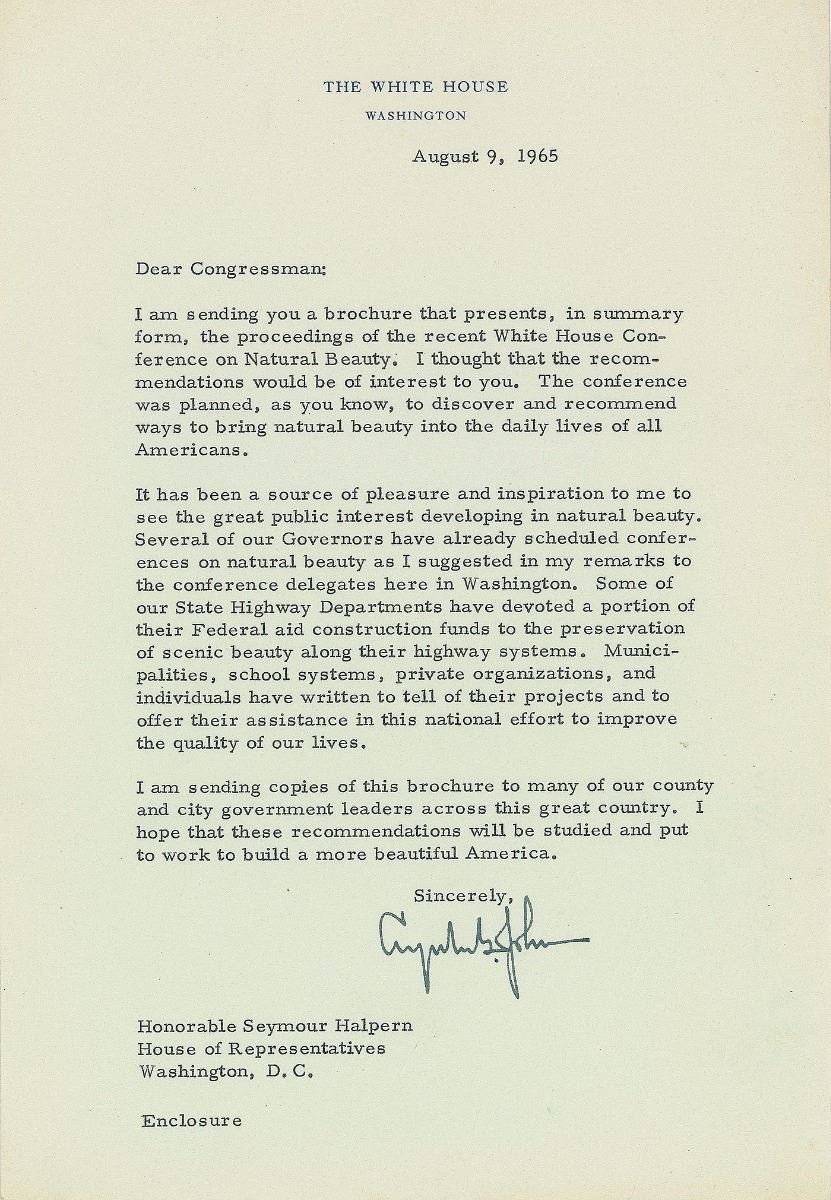 THE WHITE HOUSE
WASHINGTON
August 9, 1965
Dear Congressman:
I am sending you a brochure that presents, in summary
form, the proceedings of the recent White House Con-
ference on Natural Beauty. I thought that the recom-
mendations would be of interest to you. The conference
was planned, as you know, to discover and recommend
ways to bring natural beauty into the daily lives of all
Americans.
It has been a source of pleasure and inspiration to me to
see the great public interest developing in natural beauty.
Several of our Governors have already scheduled confer-
ences on natural beauty as I suggested in my remarks to
the conference delegates here in Washington. Some of
our State Highway Departments have devoted a portion of
their Federal aid construction funds to the preservation
of scenic beauty along their highway systems. Munici-
palities, school systems, private organizations, and
individuals have written to tell of their projects and to
offer their assistance in this national effort to improve
the quality of our lives.
I am sending copies of this brochure to many of our county
and city government leaders across this great country. I
hope that these recommendations will be studied and put
to work to build a more beautiful America.
Sincerely,
Honorable Seymour Halpern
House of Representatives
Washington, D. C.
Enclosure